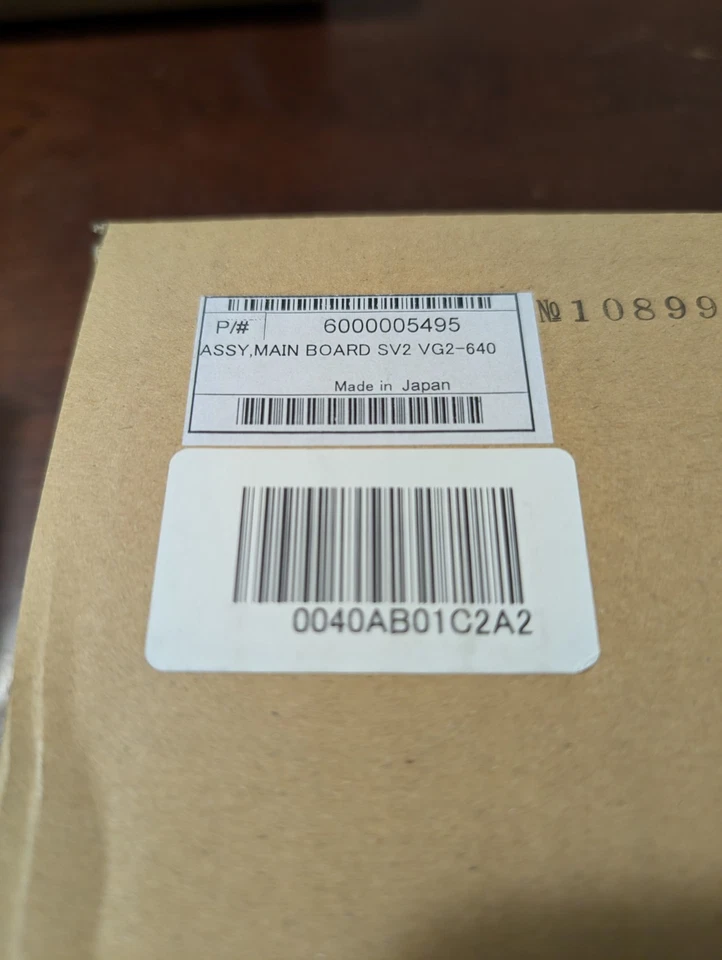 P/# 6000005495
№10899
ASSY,MAIN BOARD SV2 VG2-640
Made in Japan
0040AB01C2A2